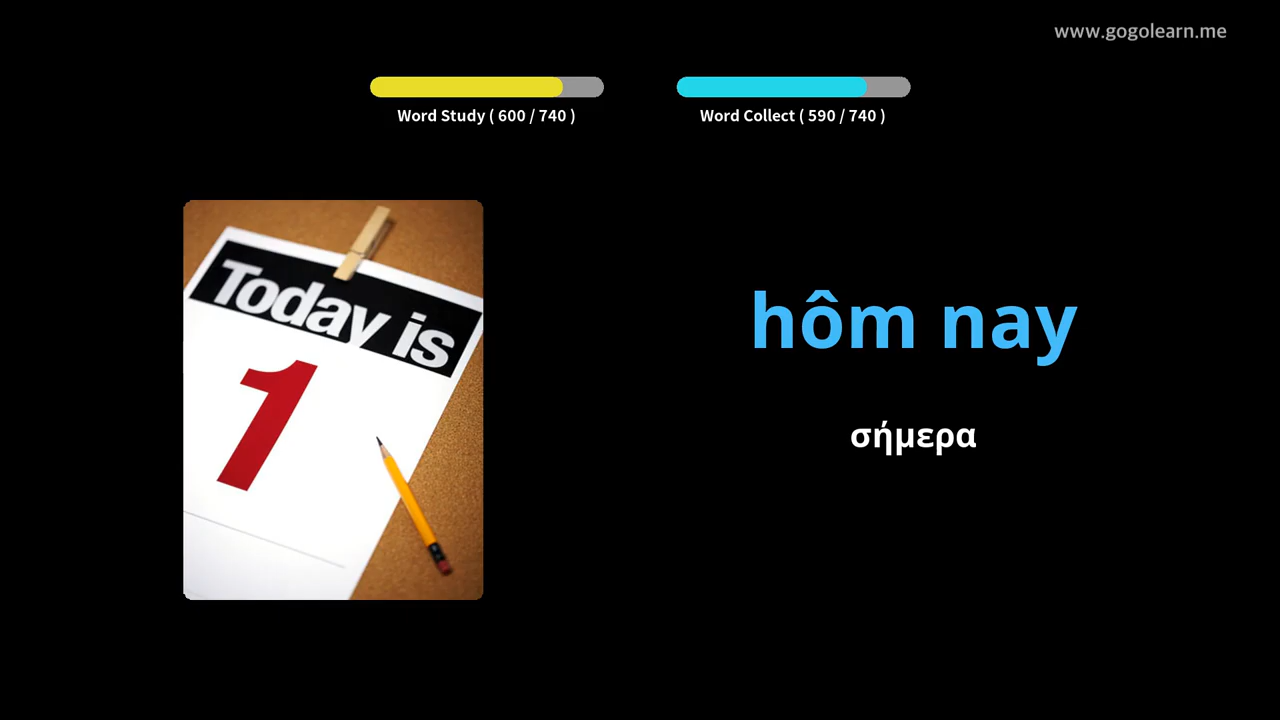 www.gogolearn.me
Word Study ( 600 / 740 )
Word Collect ( 590 / 740 )
Today is
1
hôm nay
σήμερα